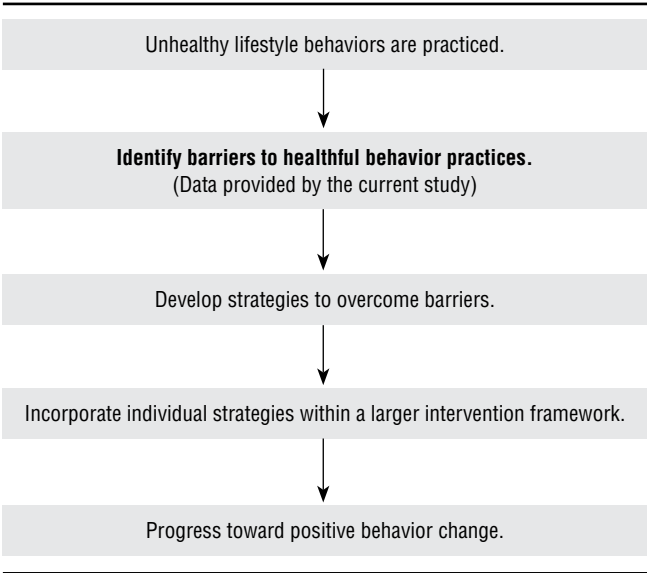 Unhealthy lifestyle behaviors are practiced.
Identify barriers to healthful behavior practices.
(Data provided by the current study)
Develop strategies to overcome barriers.
Incorporate individual strategies within a larger intervention framework.
Progress toward positive behavior change.